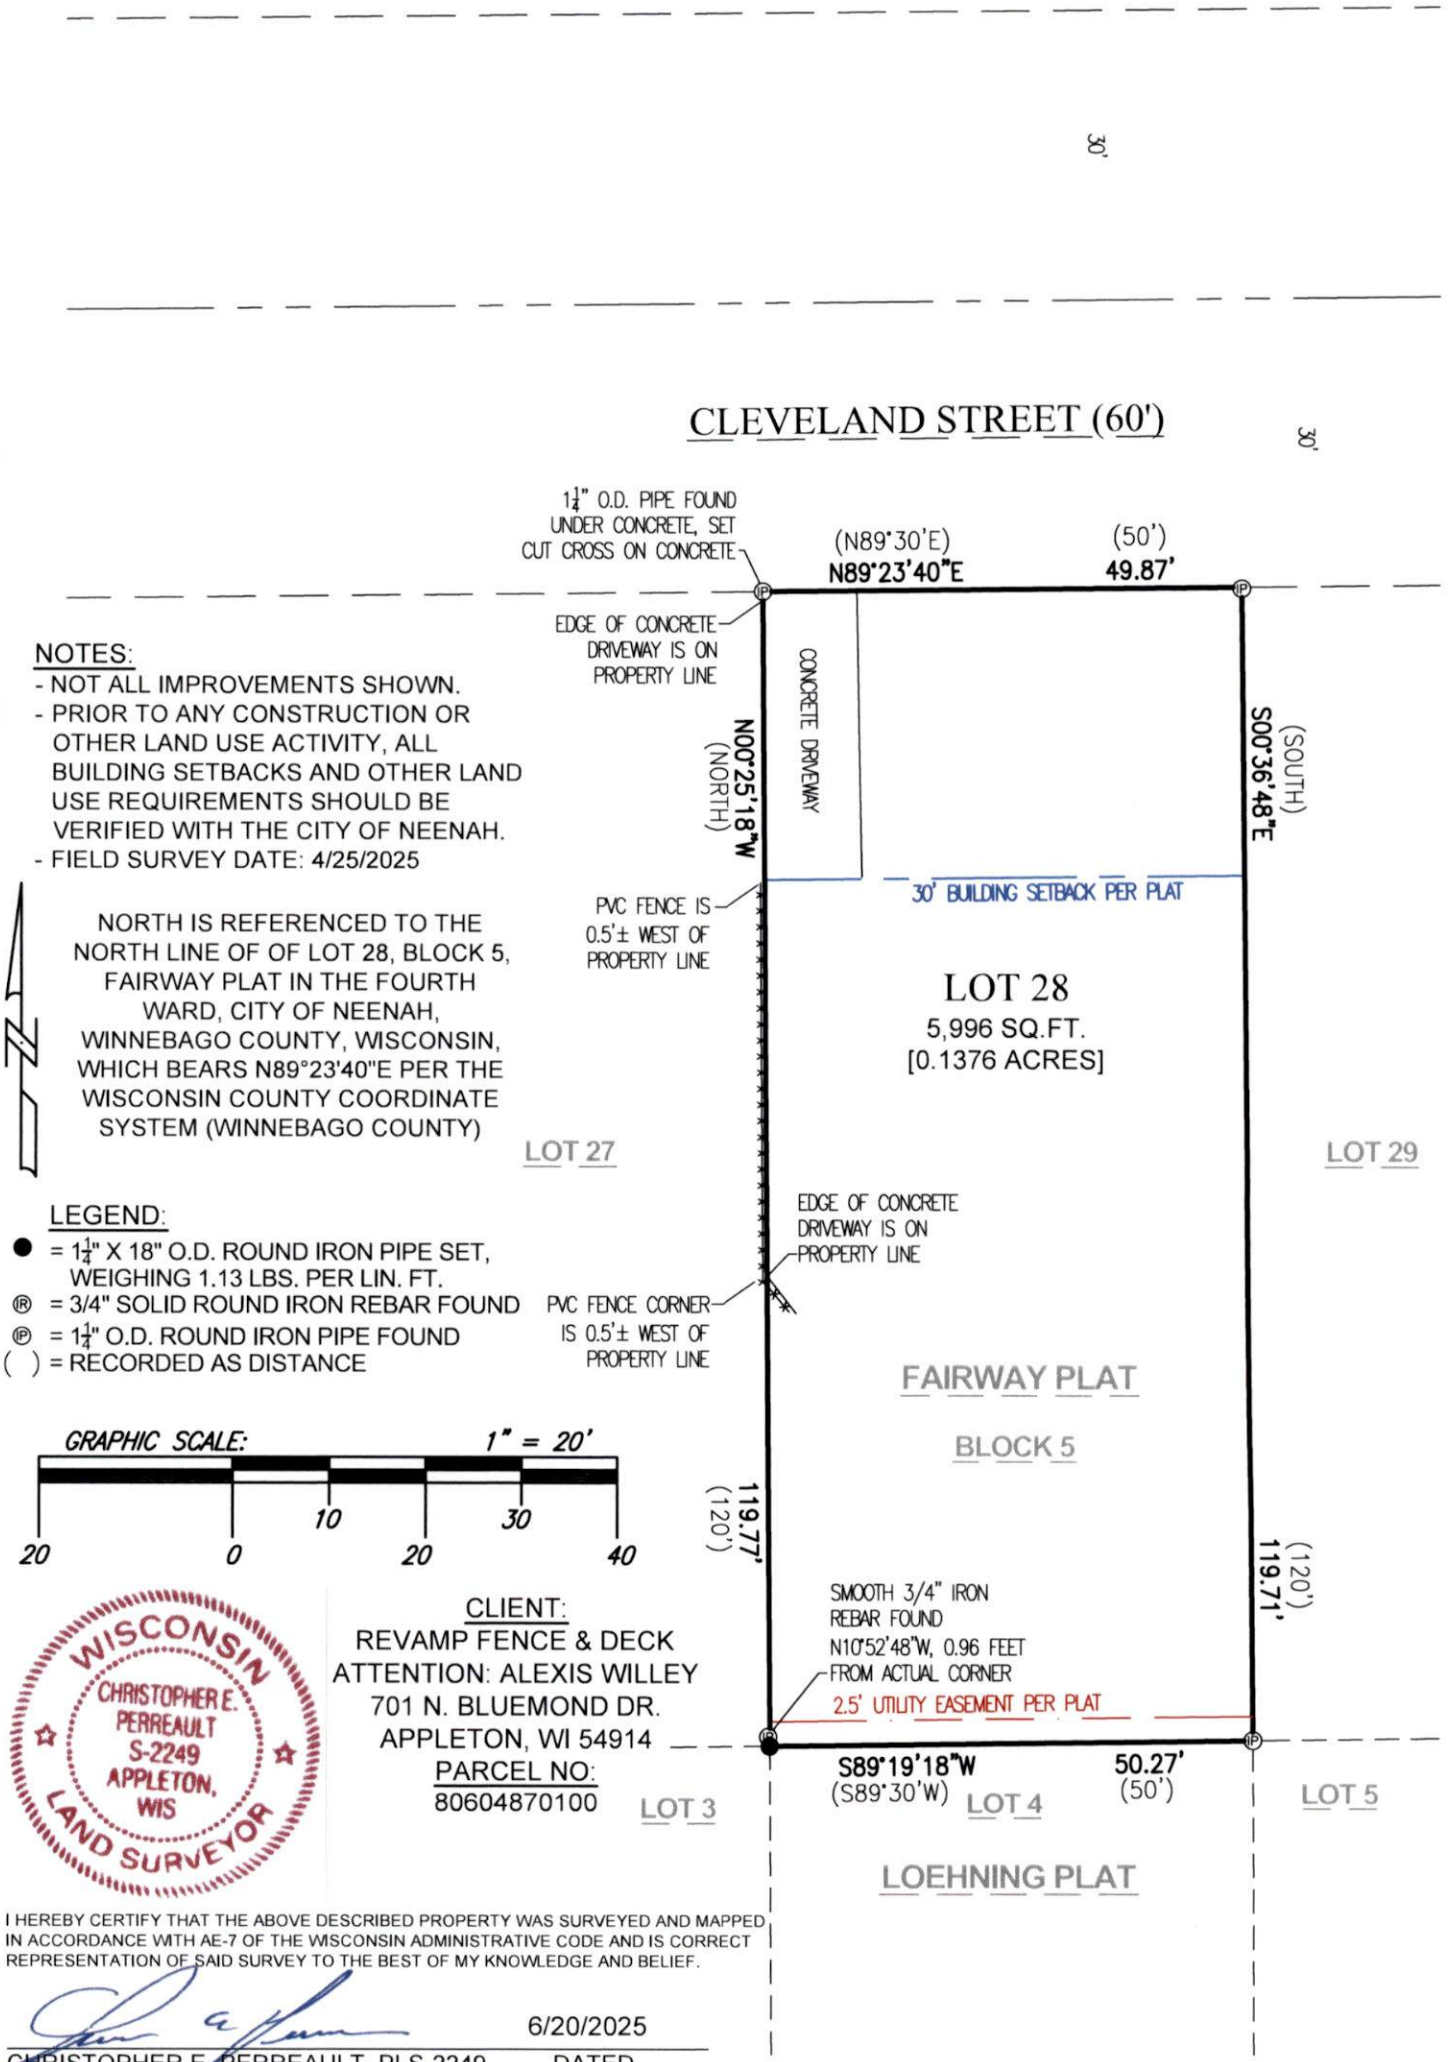 30'
CLEVELAND STREET (60')
30'
1¼" O.D. PIPE FOUND
UNDER CONCRETE, SET
CUT CROSS ON CONCRETE
(N89°30'E)
(50')
N89°23'40"E
49.87'
IP
IP
EDGE OF CONCRETE
DRIVEWAY IS ON
PROPERTY LINE
CONCRETE DRIVEWAY
N00°25'18"W
(NORTH)
(SOUTH)
S00°36'48"E
NOTES:
- NOT ALL IMPROVEMENTS SHOWN.
- PRIOR TO ANY CONSTRUCTION OR
OTHER LAND USE ACTIVITY, ALL
BUILDING SETBACKS AND OTHER LAND
USE REQUIREMENTS SHOULD BE
VERIFIED WITH THE CITY OF NEENAH.
- FIELD SURVEY DATE: 4/25/2025
N
NORTH IS REFERENCED TO THE
NORTH LINE OF OF LOT 28, BLOCK 5,
FAIRWAY PLAT IN THE FOURTH
WARD, CITY OF NEENAH,
WINNEBAGO COUNTY, WISCONSIN,
WHICH BEARS N89°23'40"E PER THE
WISCONSIN COUNTY COORDINATE
SYSTEM (WINNEBAGO COUNTY)
30' BUILDING SETBACK PER PLAT
PVC FENCE IS
0.5'± WEST OF
PROPERTY LINE
LOT 28
5,996 SQ.FT.
[0.1376 ACRES]
LOT 27
LOT 29
EDGE OF CONCRETE
DRIVEWAY IS ON
PROPERTY LINE
PVC FENCE CORNER
IS 0.5'± WEST OF
PROPERTY LINE
LEGEND:
= 1¼" X 18" O.D. ROUND IRON PIPE SET,
WEIGHING 1.13 LBS. PER LIN. FT.
IR = 3/4" SOLID ROUND IRON REBAR FOUND
IP = 1¼" O.D. ROUND IRON PIPE FOUND
( ) = RECORDED AS DISTANCE
FAIRWAY PLAT
BLOCK 5
GRAPHIC SCALE: 1" = 20'
10 30
20 0 20 40
119.77'
(120')
(120')
119.71'
SMOOTH 3/4" IRON
REBAR FOUND
N10°52'48"W, 0.96 FEET
FROM ACTUAL CORNER
2.5' UTILITY EASEMENT PER PLAT
IR
IP
S89°19'18"W
50.27'
(S89°30'W)
(50')
LOT 3
LOT 4
LOT 5
LOEHNING PLAT
WISCONSIN
CHRISTOPHER E.
PERREAULT
S-2249
APPLETON,
WIS
LAND SURVEYOR
CLIENT:
REVAMP FENCE & DECK
ATTENTION: ALEXIS WILLEY
701 N. BLUEMOND DR.
APPLETON, WI 54914
PARCEL NO:
80604870100
I HEREBY CERTIFY THAT THE ABOVE DESCRIBED PROPERTY WAS SURVEYED AND MAPPED
IN ACCORDANCE WITH AE-7 OF THE WISCONSIN ADMINISTRATIVE CODE AND IS CORRECT
REPRESENTATION OF SAID SURVEY TO THE BEST OF MY KNOWLEDGE AND BELIEF.
6/20/2025
CHRISTOPHER E. PERREAULT, PLS-2249 DATED